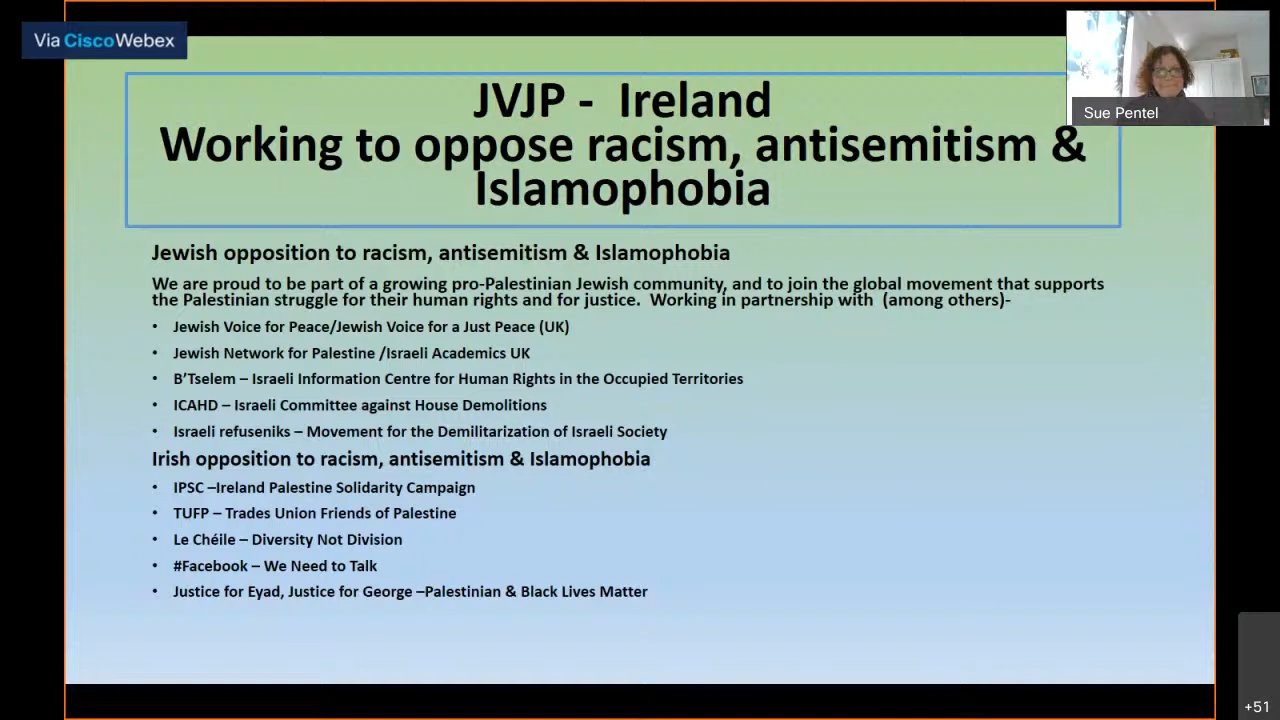 Via Cisco Webex
Sue Pentel
JVJP -  Ireland
Working to oppose racism, antisemitism &
Islamophobia
Jewish opposition to racism, antisemitism & Islamophobia
We are proud to be part of a growing pro-Palestinian Jewish community, and to join the global movement that supports
the Palestinian struggle for their human rights and for justice.  Working in partnership with  (among others)-
• Jewish Voice for Peace/Jewish Voice for a Just Peace (UK)
• Jewish Network for Palestine /Israeli Academics UK
• B’Tselem – Israeli Information Centre for Human Rights in the Occupied Territories
• ICAHD – Israeli Committee against House Demolitions
• Israeli refuseniks – Movement for the Demilitarization of Israeli Society
Irish opposition to racism, antisemitism & Islamophobia
• IPSC –Ireland Palestine Solidarity Campaign
• TUFP – Trades Union Friends of Palestine
• Le Chéile – Diversity Not Division
• #Facebook – We Need to Talk
• Justice for Eyad, Justice for George –Palestinian & Black Lives Matter
+51